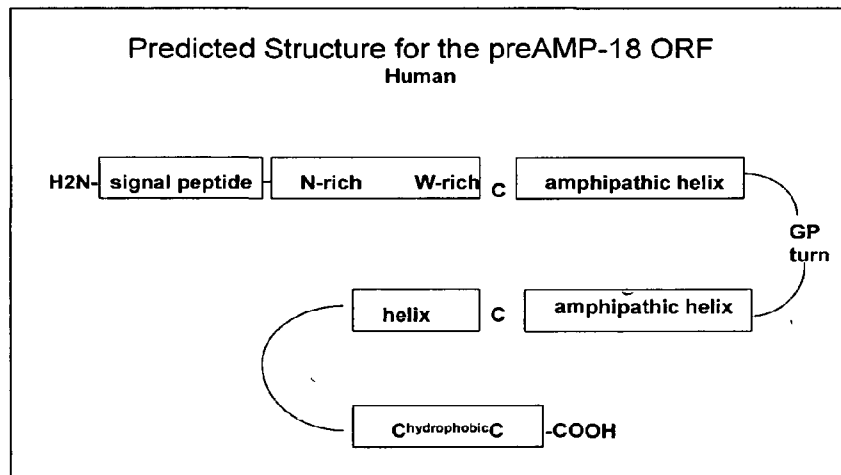 Predicted Structure for the preAMP-18 ORF
Human
H2N- signal peptide N-rich W-rich C amphipathic helix
GP
turn
helix C amphipathic helix
ChydrophobicC -COOH